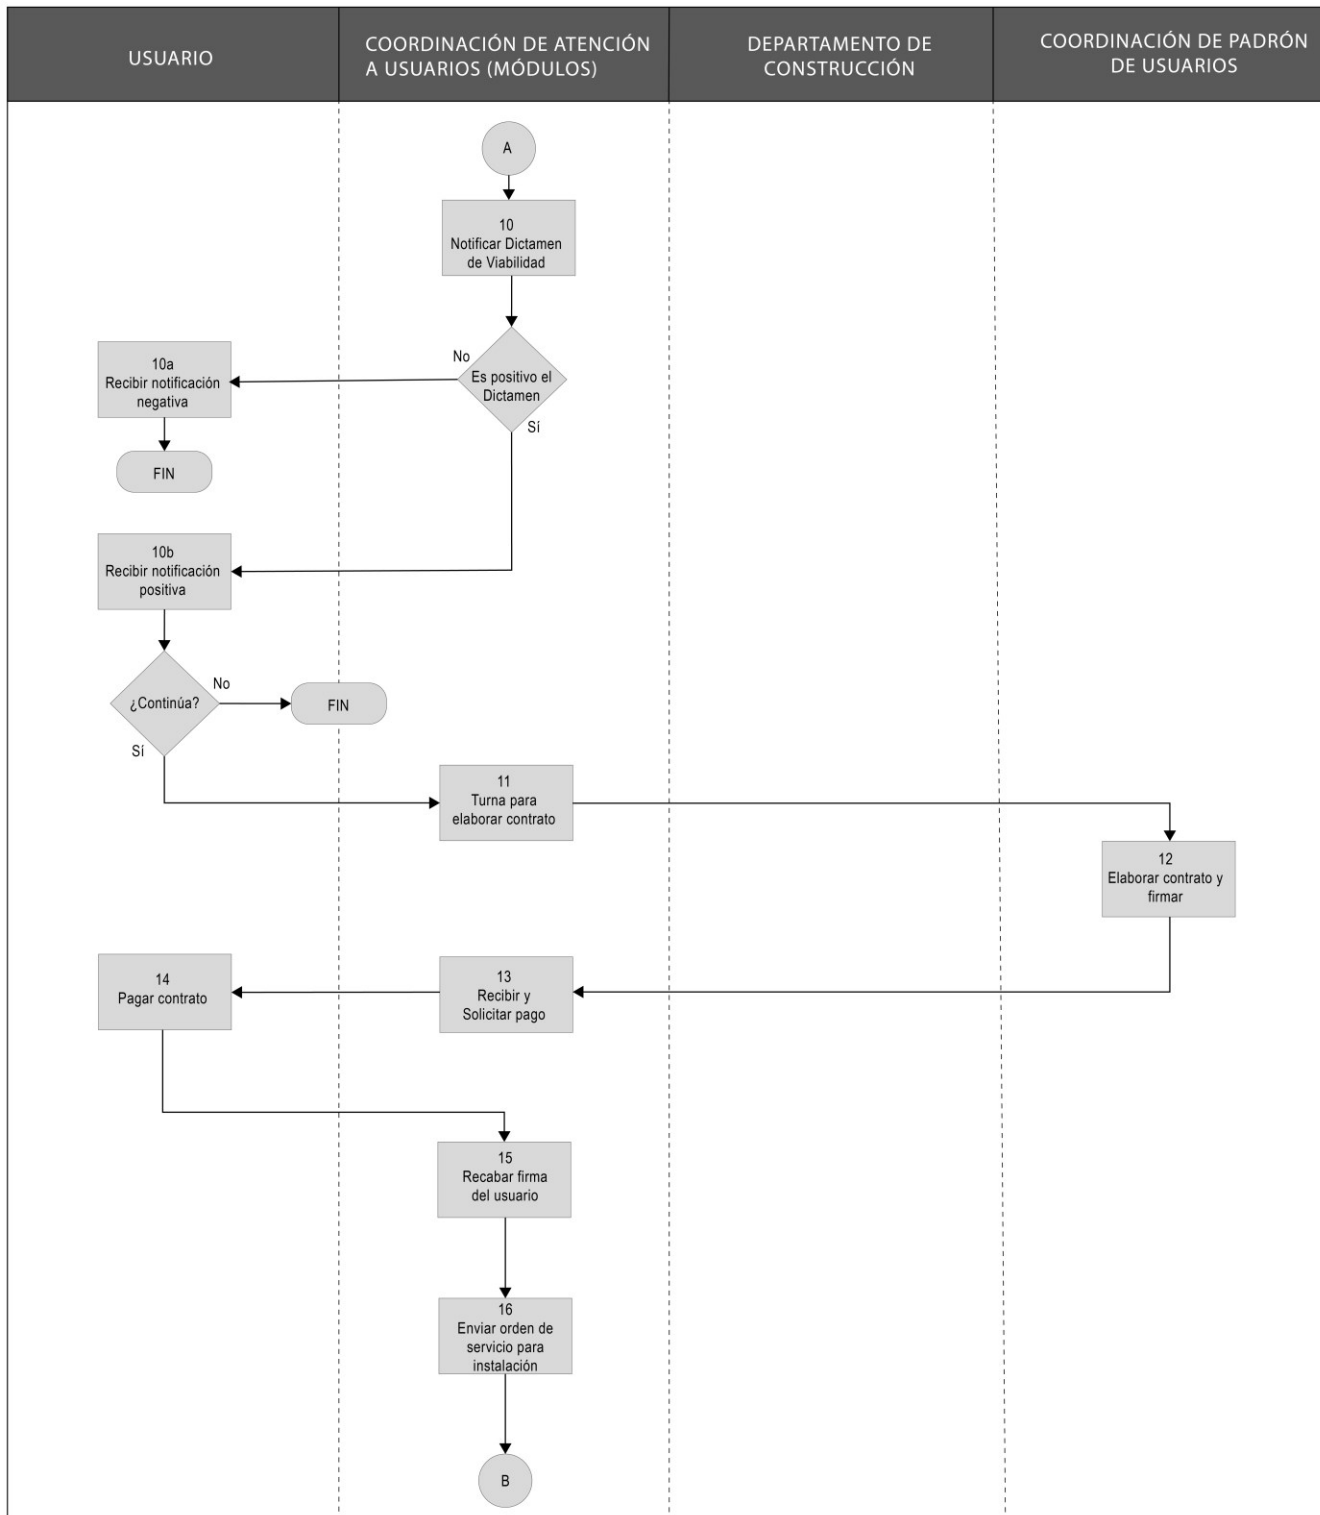 USUARIO
COORDINACIÓN DE ATENCIÓN
A USUARIOS (MÓDULOS)
DEPARTAMENTO DE
CONSTRUCCIÓN
COORDINACIÓN DE PADRÓN
DE USUARIOS
A
10
Notificar Dictamen
de Viabilidad
No
Es positivo el
Dictamen
Sí
10a
Recibir notificación
negativa
FIN
10b
Recibir notificación
positiva
¿Continúa?
No
FIN
Sí
11
Turna para
elaborar contrato
12
Elaborar contrato y
firmar
13
Recibir y
Solicitar pago
14
Pagar contrato
15
Recabar firma
del usuario
16
Enviar orden de
servicio para
instalación
B